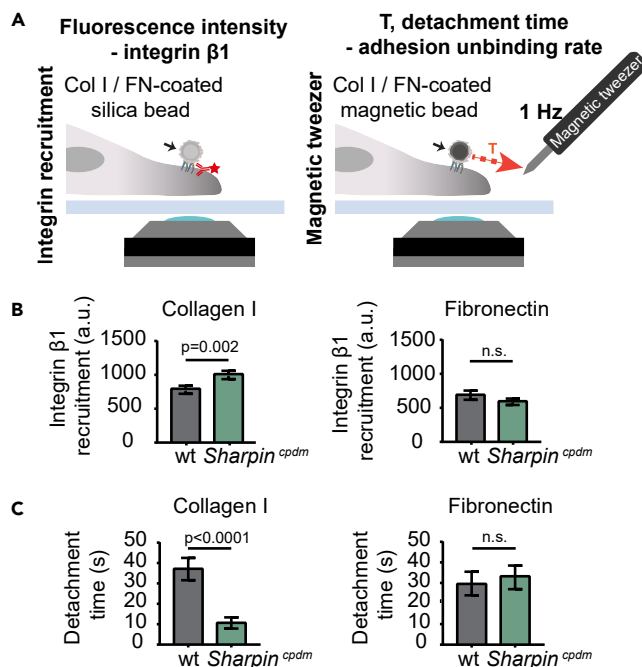 A
Fluorescence intensity
- integrin β1
T, detachment time
- adhesion unbinding rate
Integrin recruitment
Col I / FN-coated
silica bead
Magnetic tweezer
Col I / FN-coated
magnetic bead
1 Hz
T
Magnetic tweezer
B
Collagen I
Integrin β1
recruitment (a.u.)
1500
1000
500
0
p=0.002
wt Sharpin cpdm
Fibronectin
Integrin β1
recruitment (a.u.)
1500
1000
500
0
n.s.
wt Sharpin cpdm
C
Collagen I
Detachment
time (s)
50
40
30
20
10
0
p<0.0001
wt Sharpin cpdm
Fibronectin
Detachment
time (s)
50
40
30
20
10
0
n.s.
wt Sharpin cpdm